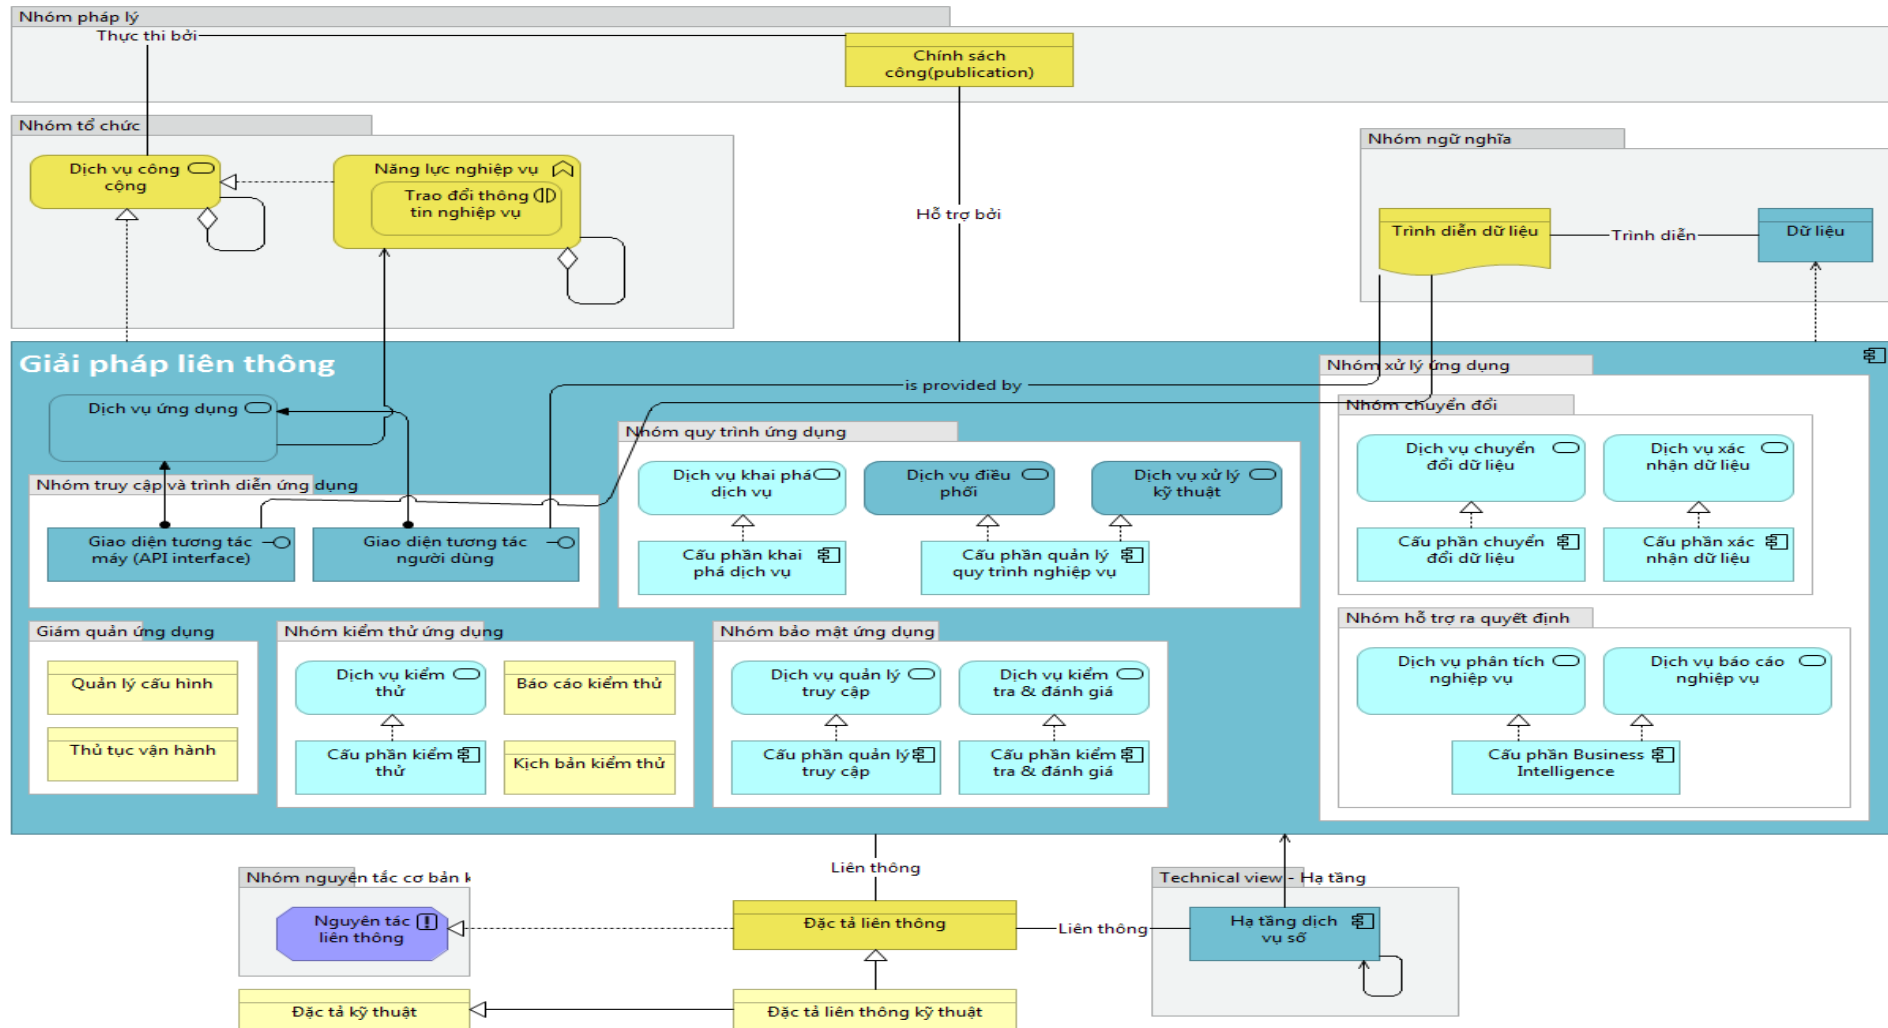 Nhóm pháp lý
Thực thi bởi
Chính sách
công(publication)
Nhóm tổ chức
Dịch vụ công
cộng
Năng lực nghiệp vụ
Trao đổi thông
tin nghiệp vụ
Hỗ trợ bởi
Nhóm ngữ nghĩa
Trình diễn dữ liệu
Trình diễn
Dữ liệu
Giải pháp liên thông
Dịch vụ ứng dụng
is provided by
Nhóm truy cập và trình diễn ứng dụng
Giao diện tương tác
máy (API interface)
Giao diện tương tác
người dùng
Nhóm quy trình ứng dụng
Dịch vụ khai phá
dịch vụ
Dịch vụ điều
phối
Dịch vụ xử lý
kỹ thuật
Cấu phần khai
phá dịch vụ
Cấu phần quản lý
quy trình nghiệp vụ
Nhóm xử lý ứng dụng
Nhóm chuyển đổi
Dịch vụ chuyển
đổi dữ liệu
Dịch vụ xác
nhận dữ liệu
Cấu phần chuyển
đổi dữ liệu
Cấu phần xác
nhận dữ liệu
Nhóm hỗ trợ ra quyết định
Dịch vụ phân tích
nghiệp vụ
Dịch vụ báo cáo
nghiệp vụ
Cấu phần Business
Intelligence
Giám quản ứng dụng
Quản lý cấu hình
Thủ tục vận hành
Nhóm kiểm thử ứng dụng
Dịch vụ kiểm
thử
Báo cáo kiểm thử
Cấu phần kiểm
thử
Kịch bản kiểm thử
Nhóm bảo mật ứng dụng
Dịch vụ quản lý
truy cập
Dịch vụ kiểm
tra & đánh giá
Cấu phần quản lý
truy cập
Cấu phần kiểm
tra & đánh giá
Liên thông
Nhóm nguyên tắc cơ bản k
Nguyên tác
liên thông
Đặc tả liên thông
Liên thông
Technical view - Hạ tầng
Hạ tầng dịch
vụ số
Đặc tả kỹ thuật
Đặc tả liên thông kỹ thuật